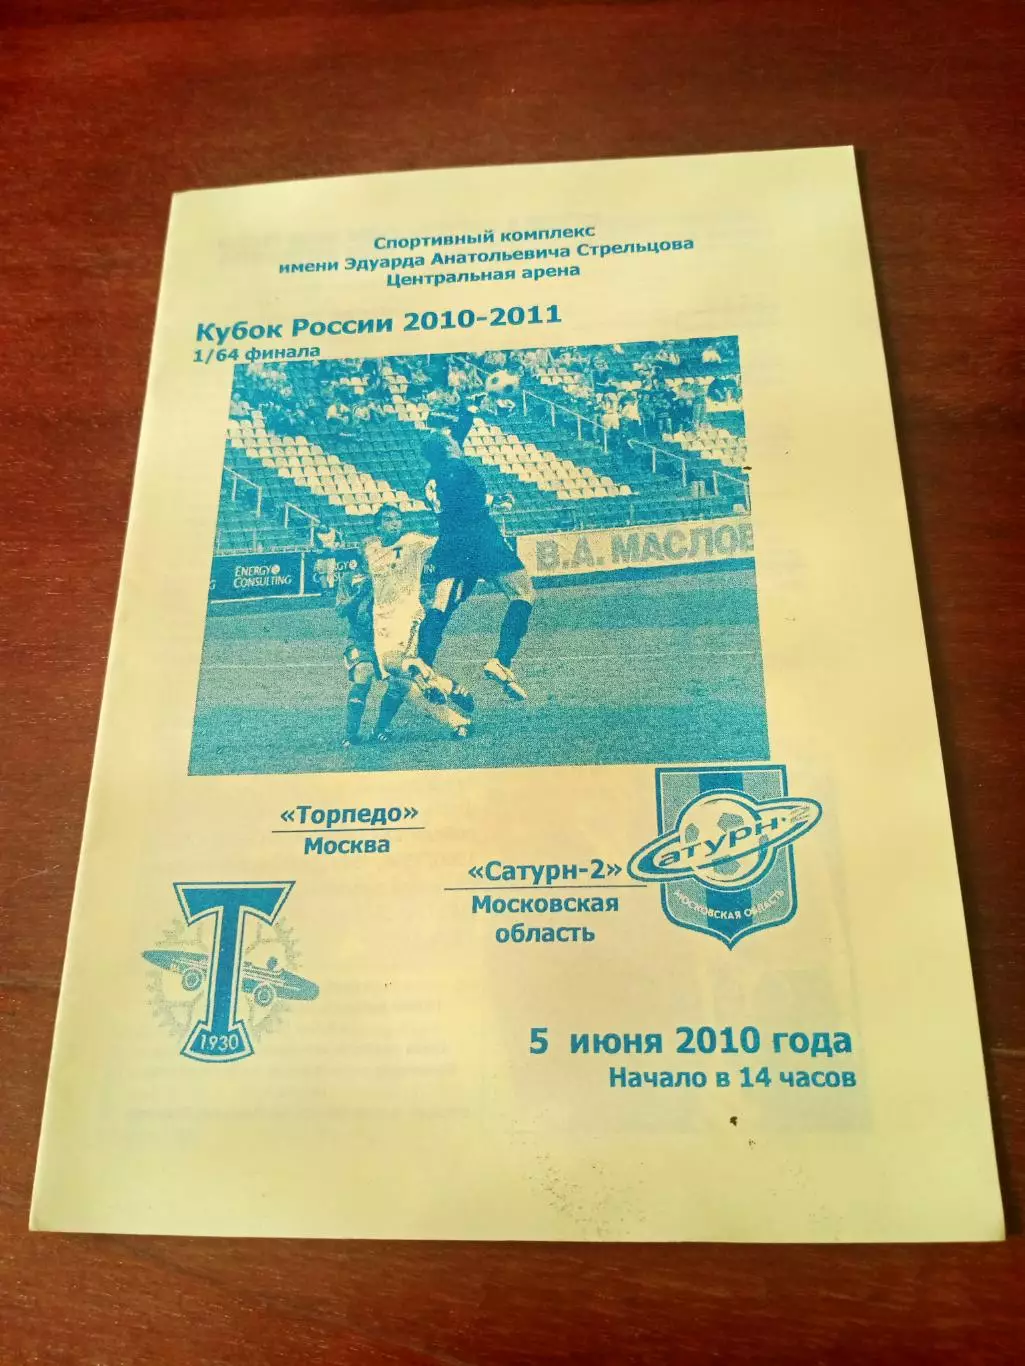 Спортивный комплекс
имени Эдуарда Анатольевича Стрельцова
Центральная арена
Кубок России 2010-2011
1/64 финала
В.А. МАСЛОВ
ENERGY
CONSULTING
«Торпедо»
Москва
«Сатурн-2»
Московская
область
Сатурн-2
МОСКОВСКАЯ ОБЛАСТЬ
Т
1930
5 июня 2010 года
Начало в 14 часов